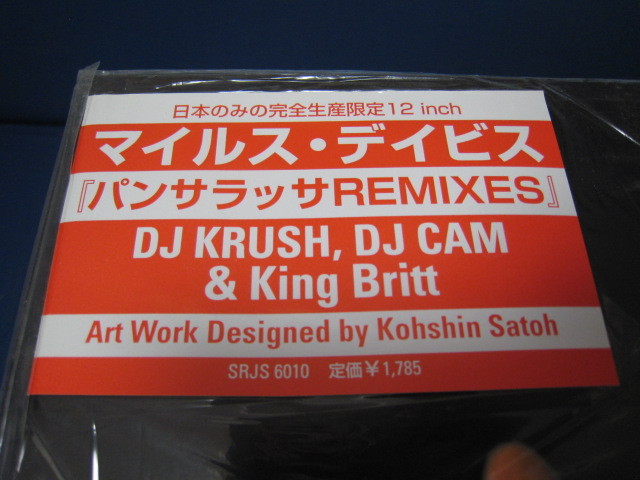 日本のみの完全生産限定12 inch
マイルス・デイビス
『パンサラッサREMIXES』
DJ KRUSH, DJ CAM
& King Britt
Art Work Designed by Kohshin Satoh
SRJS 6010 定価￥1,785